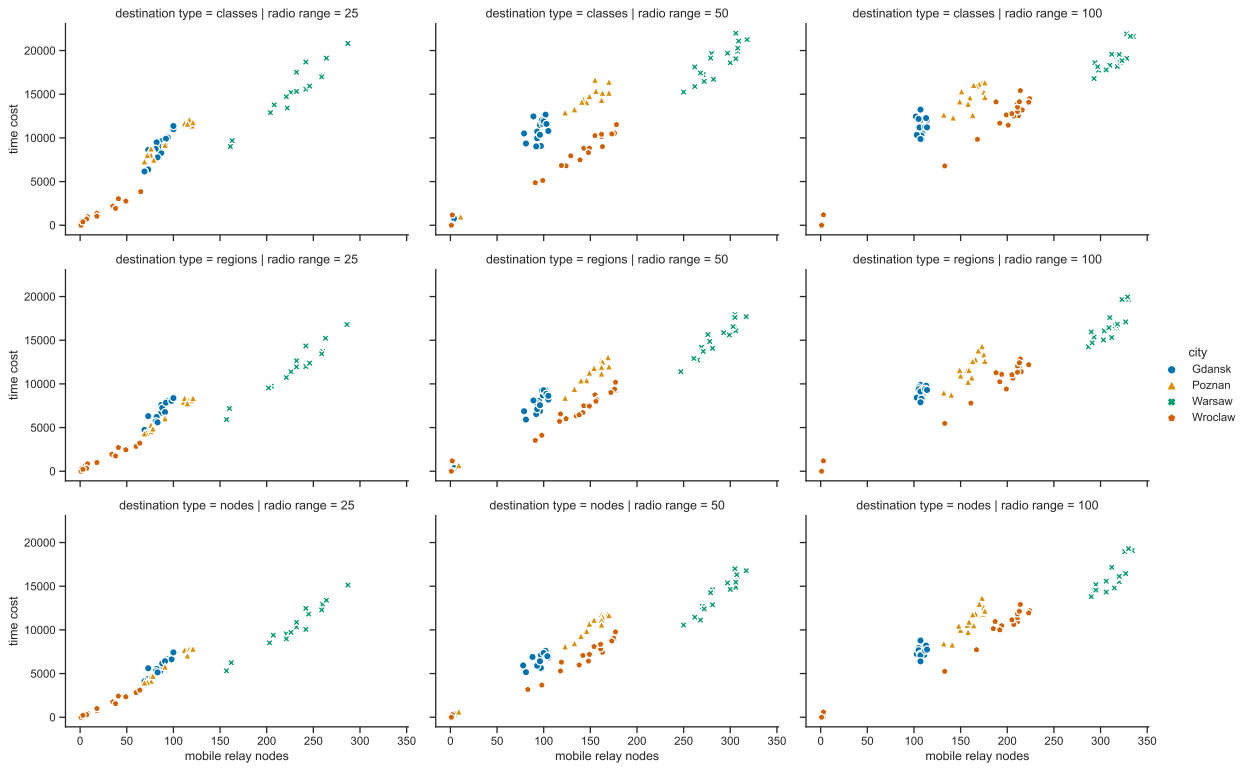 destination type = classes | radio range = 25
destination type = classes | radio range = 50
destination type = classes | radio range = 100
20000
15000
10000
5000
0
time cost
destination type = regions | radio range = 25
destination type = regions | radio range = 50
destination type = regions | radio range = 100
20000
15000
10000
5000
0
time cost
city
Gdansk
Poznan
Warsaw
Wroclaw
destination type = nodes | radio range = 25
destination type = nodes | radio range = 50
destination type = nodes | radio range = 100
20000
15000
10000
5000
0
time cost
0 50 100 150 200 250 300 350
mobile relay nodes
0 50 100 150 200 250 300 350
mobile relay nodes
0 50 100 150 200 250 300 350
mobile relay nodes